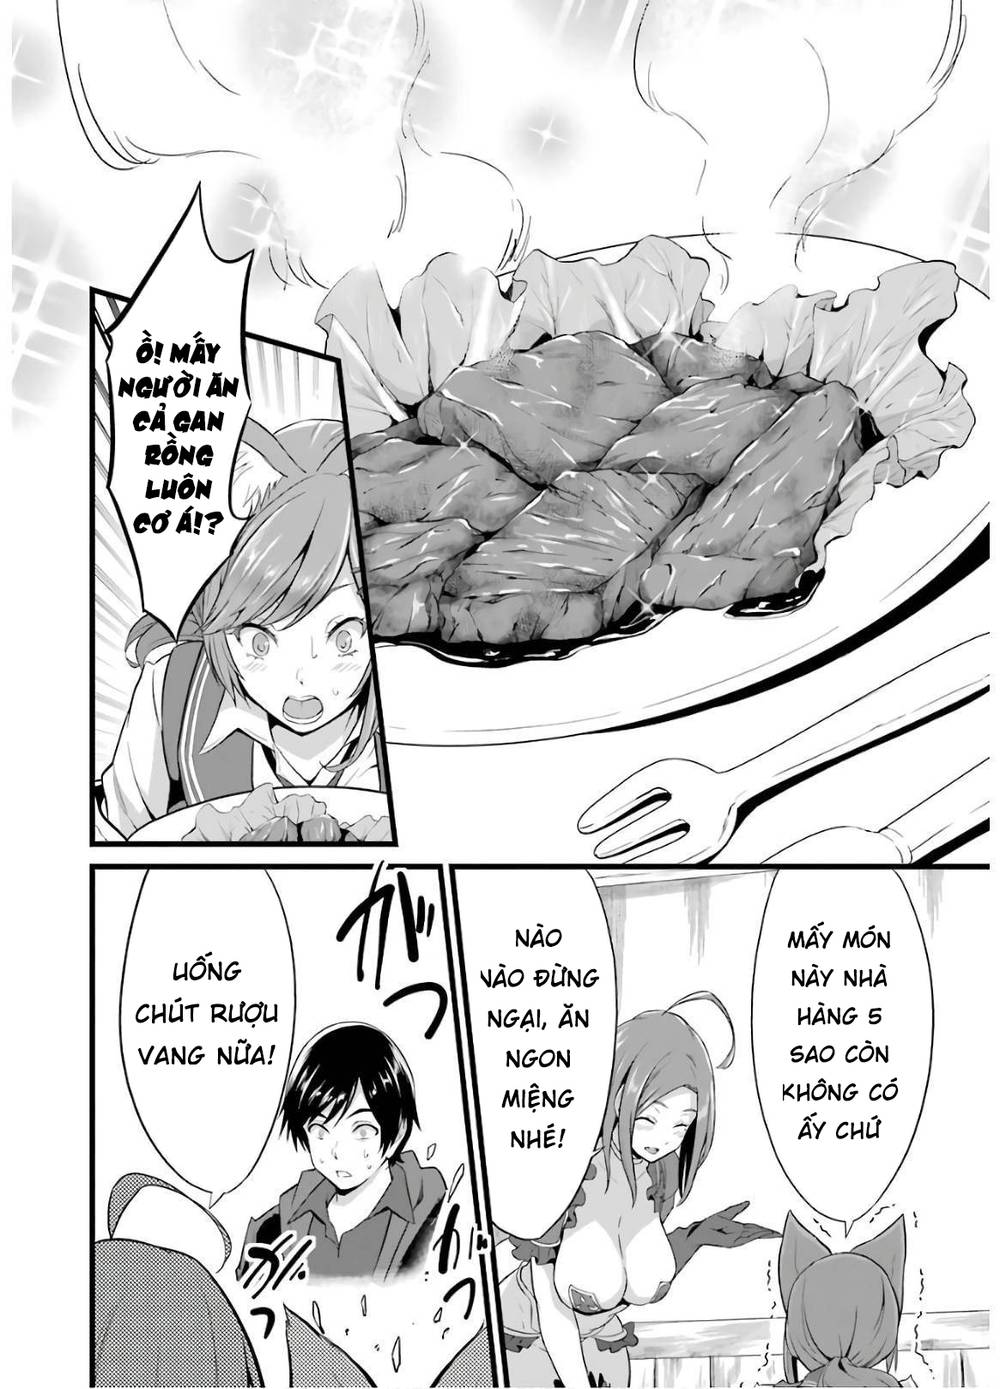 Ồ! MẤY
NGƯỜI ĂN
CẢ GAN
RỒNG
LUÔN
CƠ Á!?
MẤY MÓN
NÀY NHÀ
HÀNG 5
SAO CÒN
KHÔNG CÓ
ẤY CHỨ
NÀO
NÀO ĐỪNG
NGẠI, ĂN
NGON
MIỆNG
NHÉ!
UỐNG
CHÚT RƯỢU
VANG NỮA!